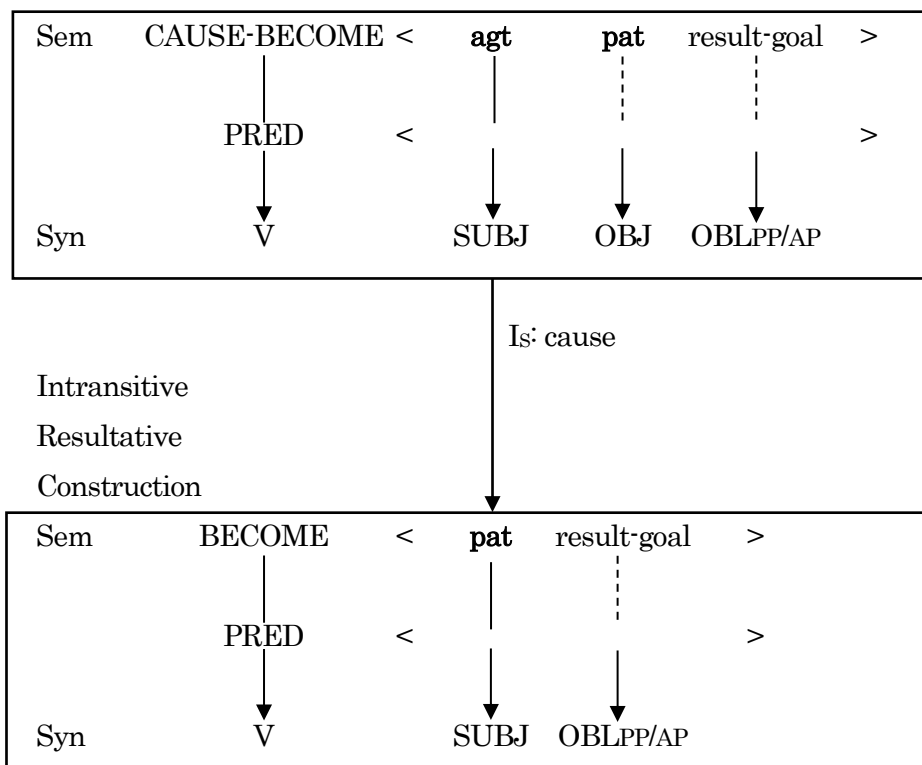 Sem CAUSE-BECOME < agt pat result-goal >
PRED < >
Syn V SUBJ OBJ OBLPP/AP
Is: cause
Intransitive
Resultative
Construction
Sem BECOME < pat result-goal >
PRED < >
Syn V SUBJ OBLPP/AP